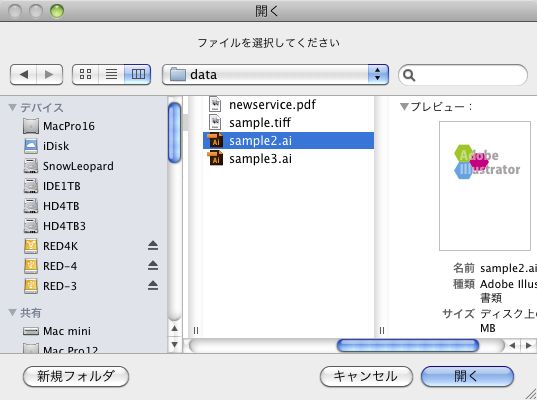 開く
ファイルを選択してください
data
デバイス
MacPro16
iDisk
SnowLeopard
IDE1TB
HD4TB
HD4TB3
RED4K
RED-4
RED-3
共有
Mac mini
Mac Pro12
newservice.pdf
sample.tiff
sample2.ai
sample3.ai
プレビュー：
Adobe
Illustrator
名前 sample2.ai
種類 Adobe Illus
書類
サイズ ディスク上の
MB
新規フォルダ
キャンセル
開く